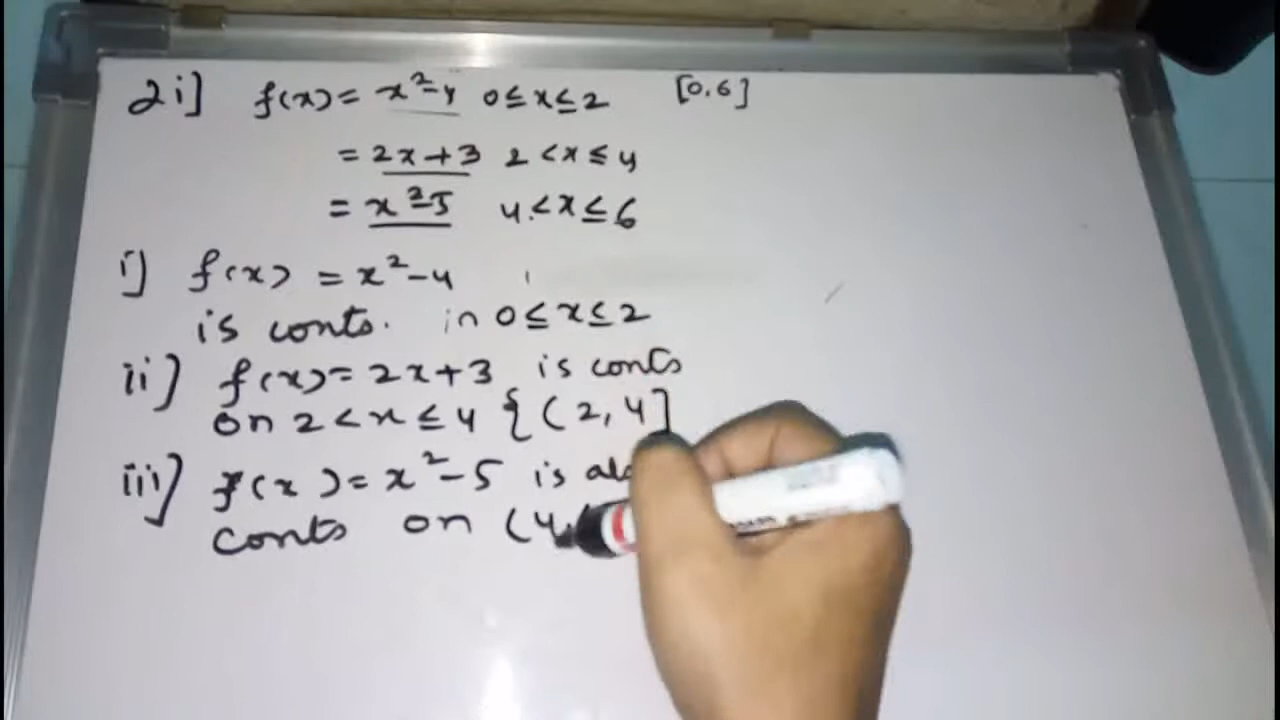 2i] f(x) = x²-4 0≤x≤2 [0,6]
= 2x+3 2<x≤4
= x²-5 4<x≤6
i) f(x) = x²-4
is conts. in 0≤x≤2
ii) f(x) = 2x+3 is conts
on 2<x≤4 {(2,4]
iii) f(x) = x²-5 is
conts on (4,